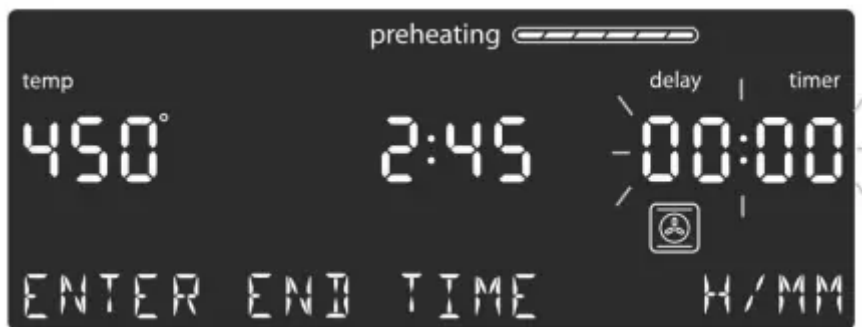 preheating
temp delay timer
450° 2:45 00:00
ENTER END TIME H/MM